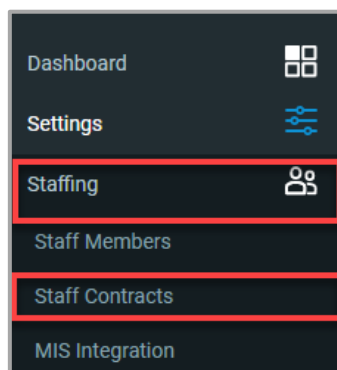 Dashboard
Settings
Staffing
Staff Members
Staff Contracts
MIS Integration